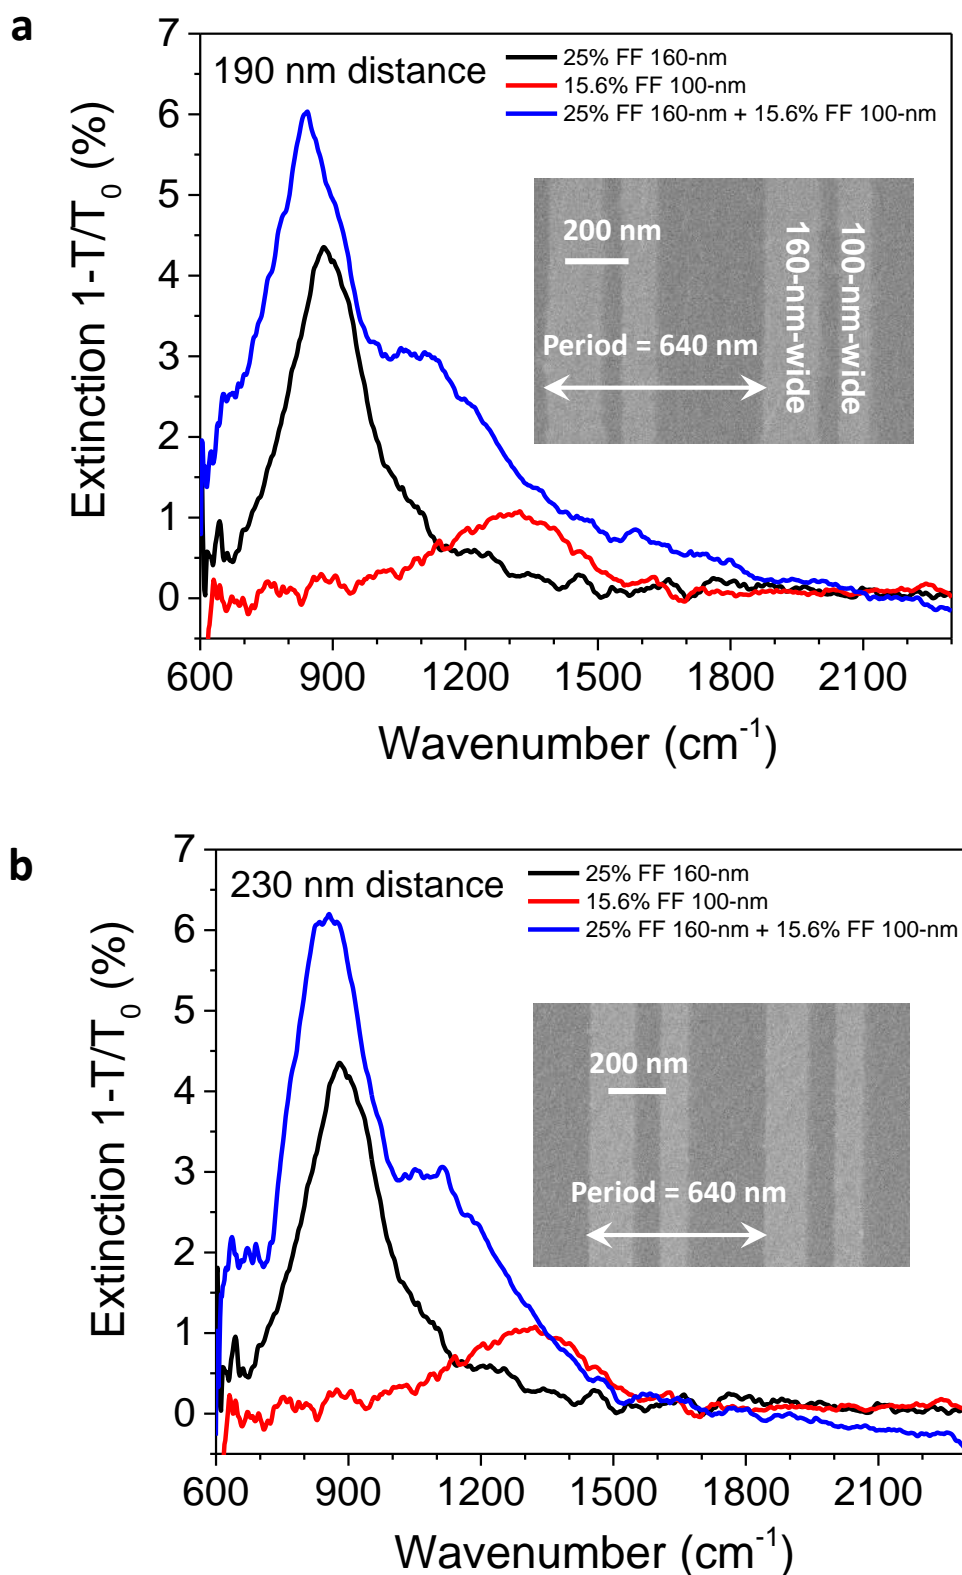 a
7
6
5
4
3
2
1
0
Extinction 1-T/T₀ (%)
190 nm distance
25% FF 160-nm
15.6% FF 100-nm
25% FF 160-nm + 15.6% FF 100-nm
200 nm
Period = 640 nm
160-nm-wide
100-nm-wide
600 900 1200 1500 1800 2100
Wavenumber (cm⁻¹)
b
7
6
5
4
3
2
1
0
Extinction 1-T/T₀ (%)
230 nm distance
25% FF 160-nm
15.6% FF 100-nm
25% FF 160-nm + 15.6% FF 100-nm
200 nm
Period = 640 nm
600 900 1200 1500 1800 2100
Wavenumber (cm⁻¹)